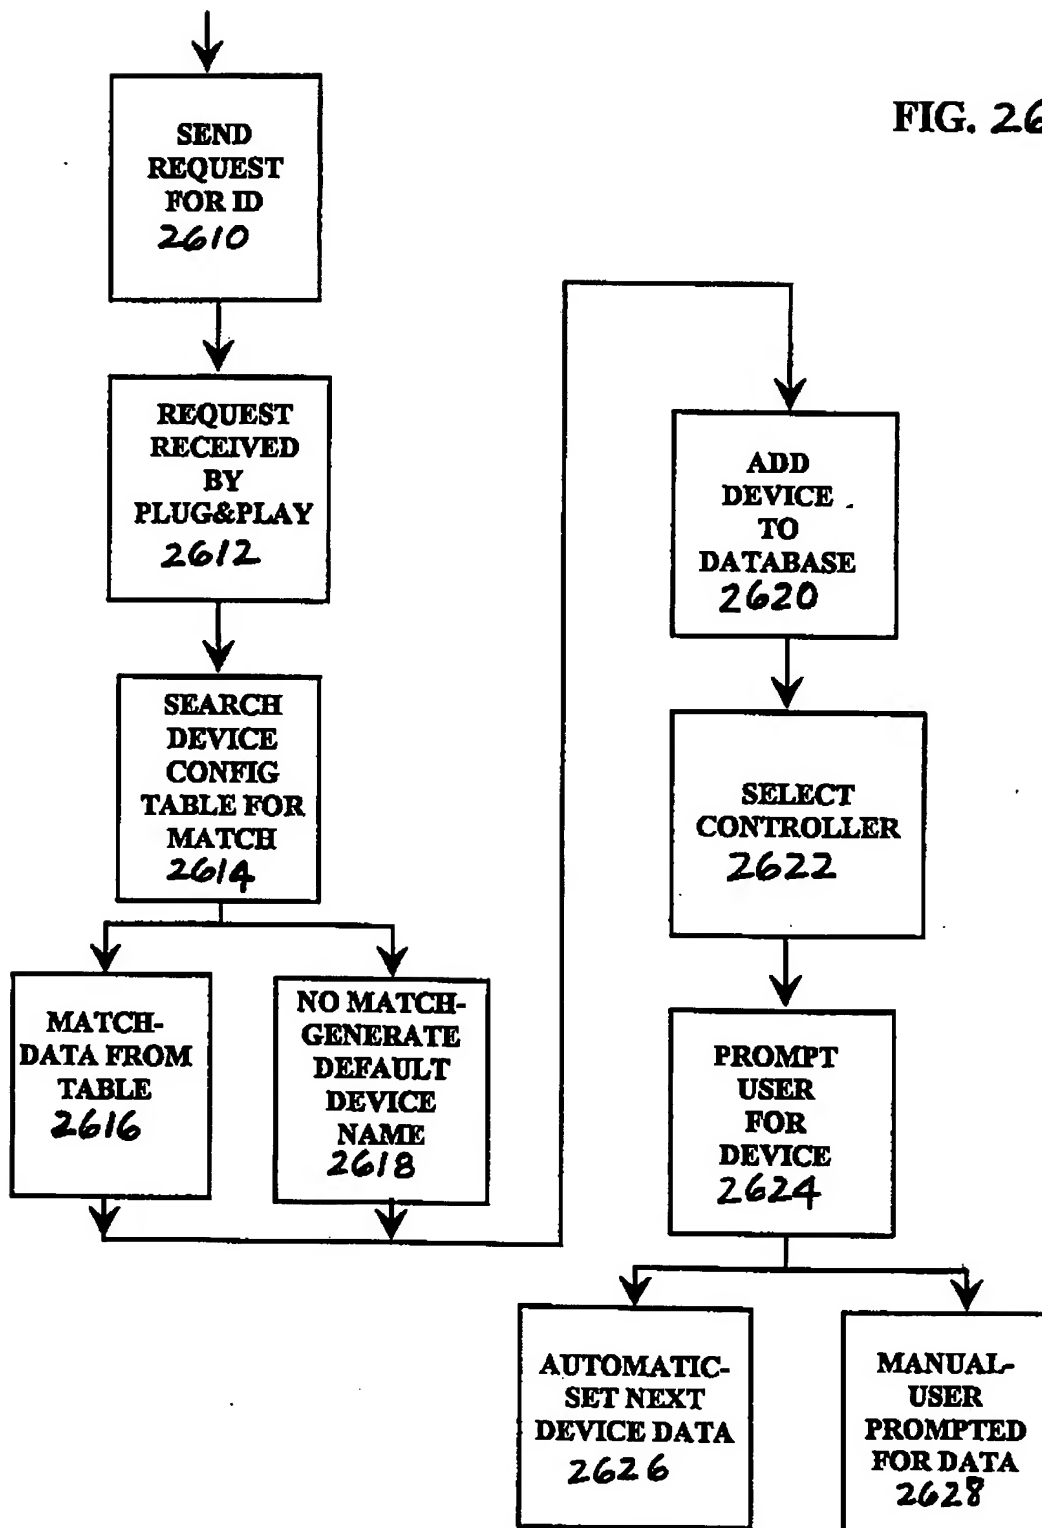 FIG. 26
SEND
REQUEST
FOR ID
2610
REQUEST
RECEIVED
BY
PLUG&PLAY
2612
SEARCH
DEVICE
CONFIG
TABLE FOR
MATCH
2614
MATCH-
DATA FROM
TABLE
2616
NO MATCH-
GENERATE
DEFAULT
DEVICE
NAME
2618
ADD
DEVICE
TO
DATABASE
2620
SELECT
CONTROLLER
2622
PROMPT
USER
FOR
DEVICE
2624
AUTOMATIC-
SET NEXT
DEVICE DATA
2626
MANUAL-
USER
PROMPTED
FOR DATA
2628